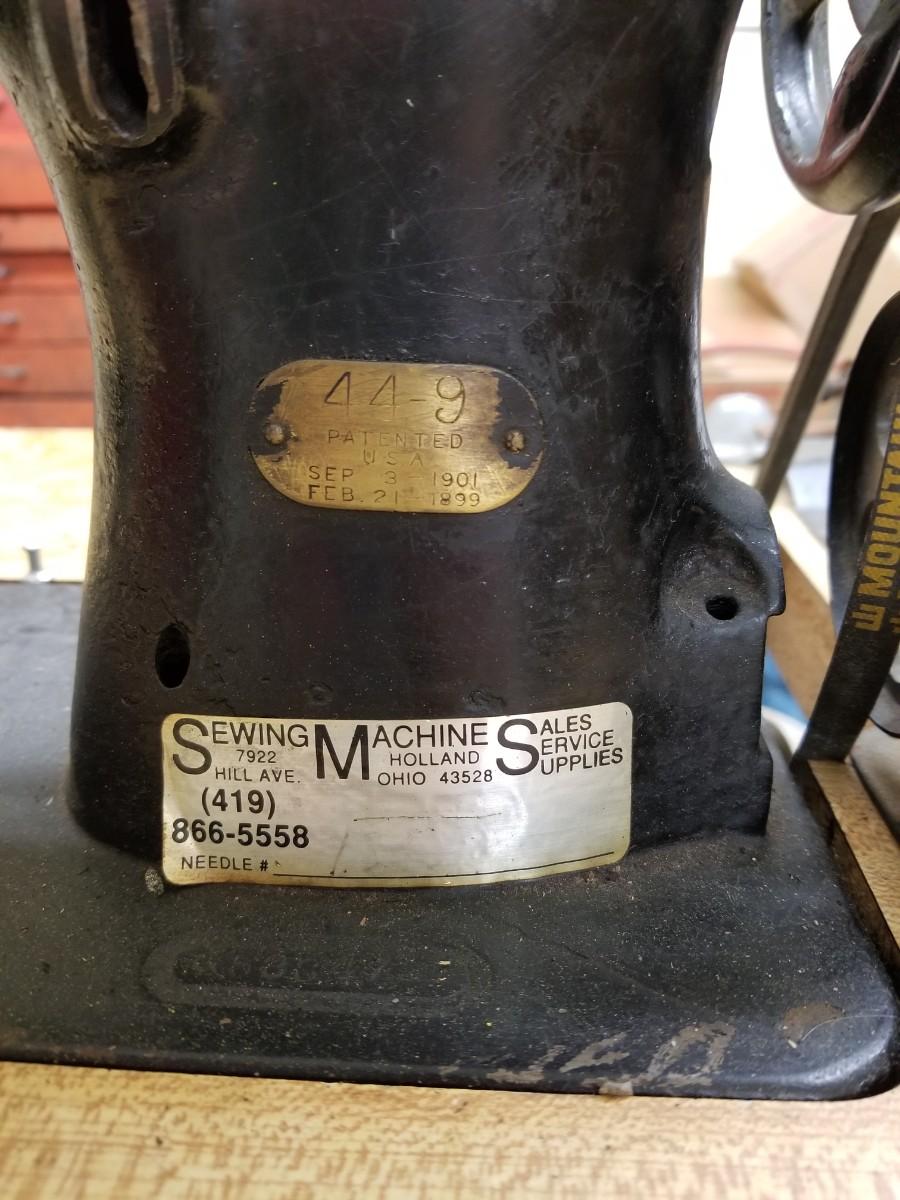 44-9
PATENTED
USA
SEP 3-1901
FEB. 21-1899
SEWING MACHINE SALES SERVICE SUPPLIES
7922 HILL AVE.
HOLLAND OHIO 43528
(419)
866-5558
NEEDLE #
MOUNTAIN